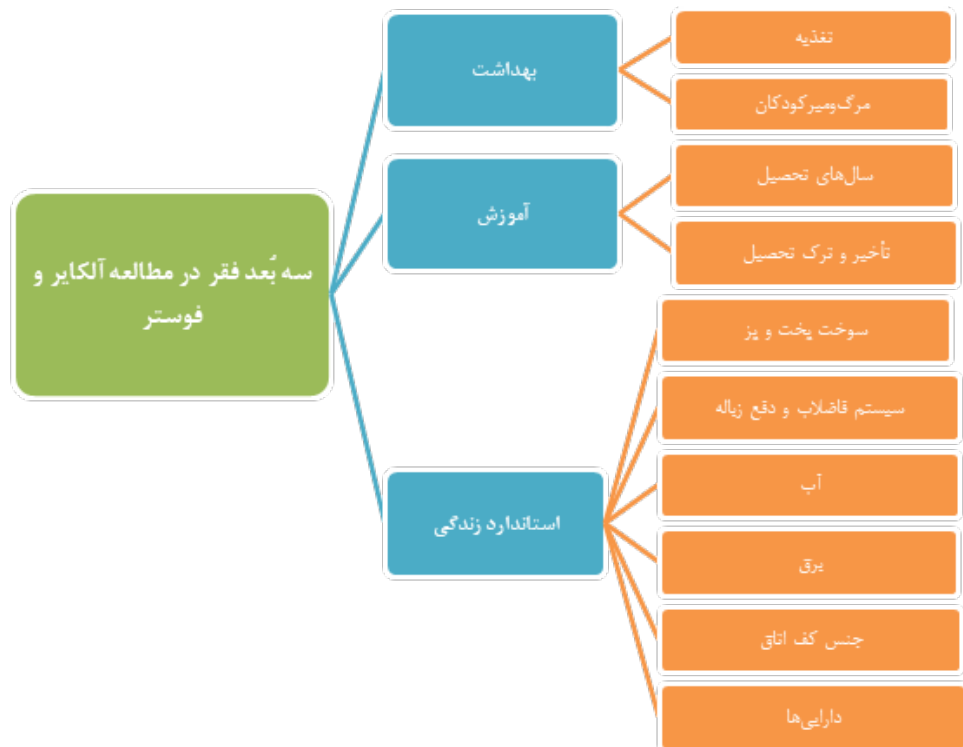 سه بُعد فقر در مطالعه آلکایر و
فوستر
بهداشت
تغذیه
مرگ‌ومیرکودکان
آموزش
سال‌های تحصیل
تأخیر و ترک تحصیل
استاندارد زندگی
سوخت پخت و پز
سیستم فاضلاب و دفع زباله
آب
برق
جنس کف اتاق
دارایی‌ها